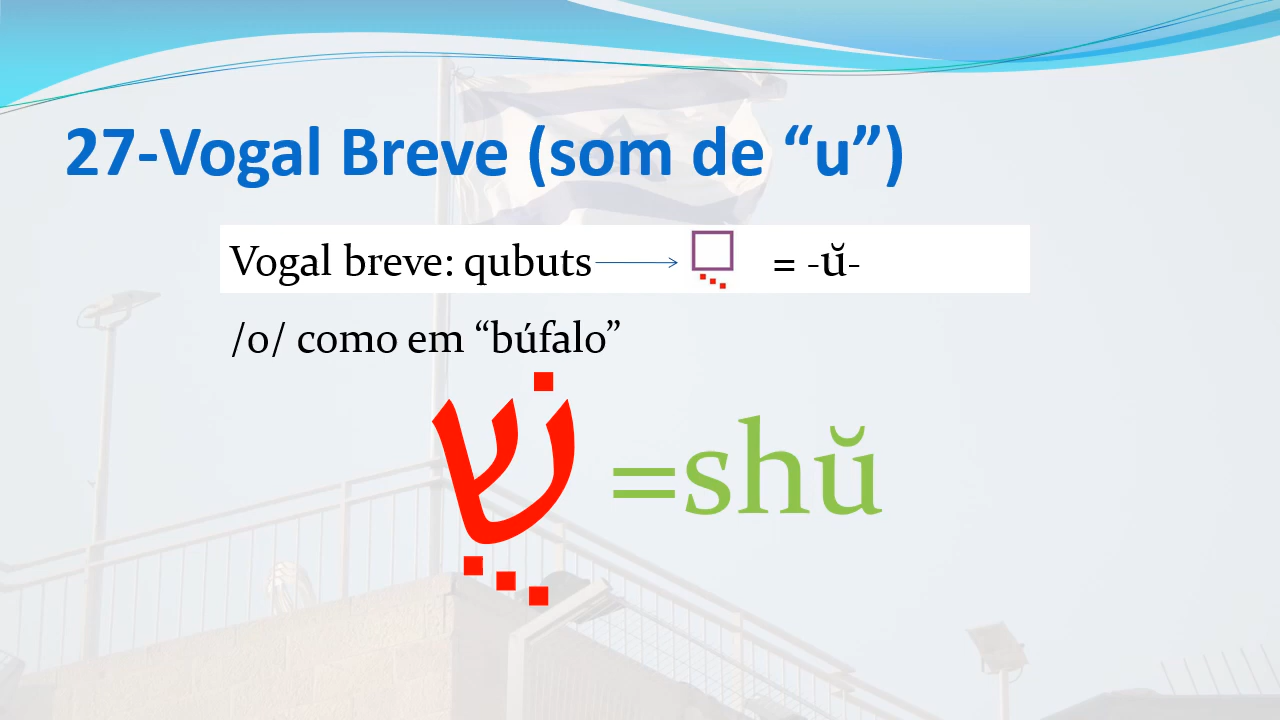 27-Vogal Breve (som de “u”)
Vogal breve: qubuts □ֻ = -ŭ-
/o/ como em “búfalo”
שֻׁ =shŭ